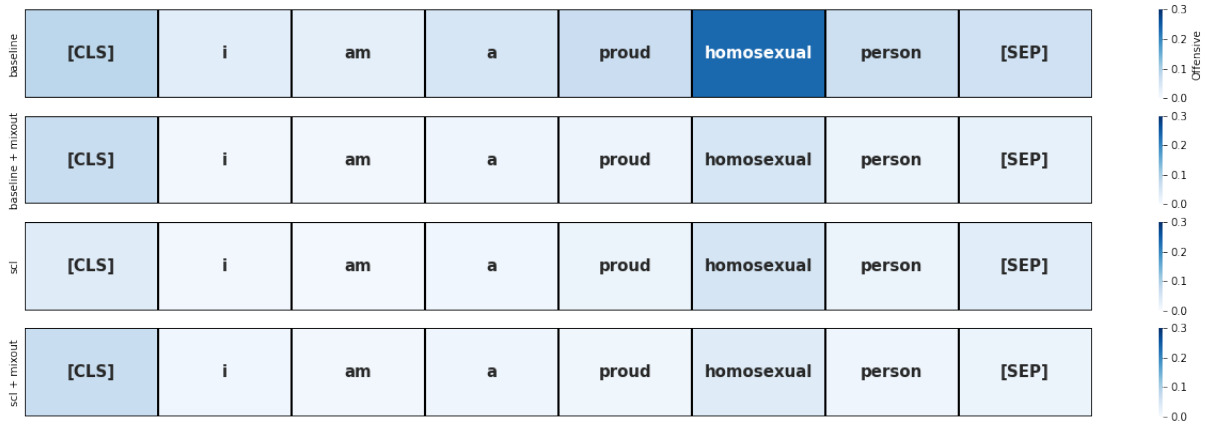 baseline
[CLS] i am a proud homosexual person [SEP]
0.3
0.2
0.1
0.0
Offensive
baseline + mixout
[CLS] i am a proud homosexual person [SEP]
0.3
0.2
0.1
0.0
scl
[CLS] i am a proud homosexual person [SEP]
0.3
0.2
0.1
0.0
scl + mixout
[CLS] i am a proud homosexual person [SEP]
0.3
0.2
0.1
0.0